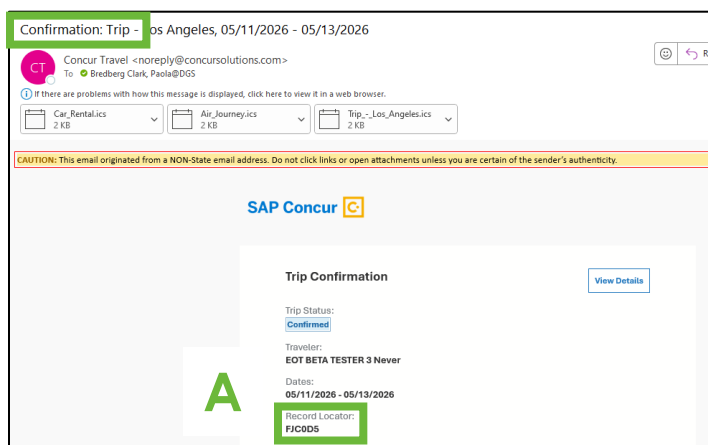 Confirmation: Trip - os Angeles, 05/11/2026 - 05/13/2026
CT
Concur Travel <noreply@concursolutions.com>
To Bredberg Clark, Paola@DGS
R
If there are problems with how this message is displayed, click here to view it in a web browser.
Car_Rental.ics
2 KB
Air_Journey.ics
2 KB
Trip_-_Los_Angeles.ics
2 KB
CAUTION: This email originated from a NON-State email address. Do not click links or open attachments unless you are certain of the sender's authenticity.
SAP Concur C
Trip Confirmation
View Details
Trip Status:
Confirmed
Traveler:
EOT BETA TESTER 3 Never
A
Dates:
05/11/2026 - 05/13/2026
Record Locator:
FJC0D5